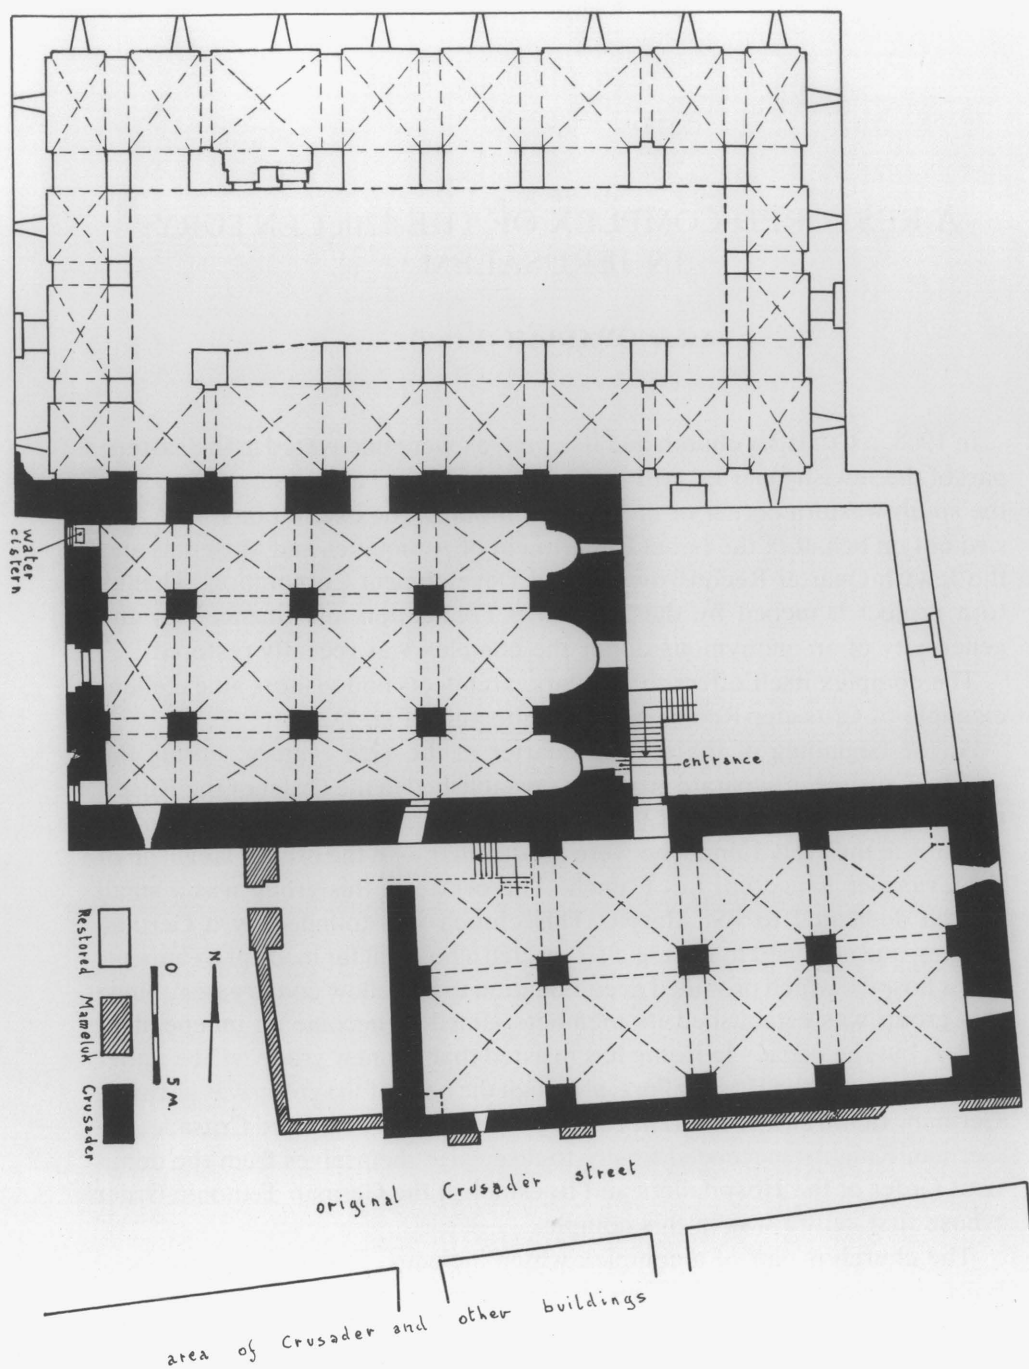 water
cistern
entrance
Restored
Mameluk
Crusader
N
0
5 M.
original Crusader street
area of Crusader and other buildings